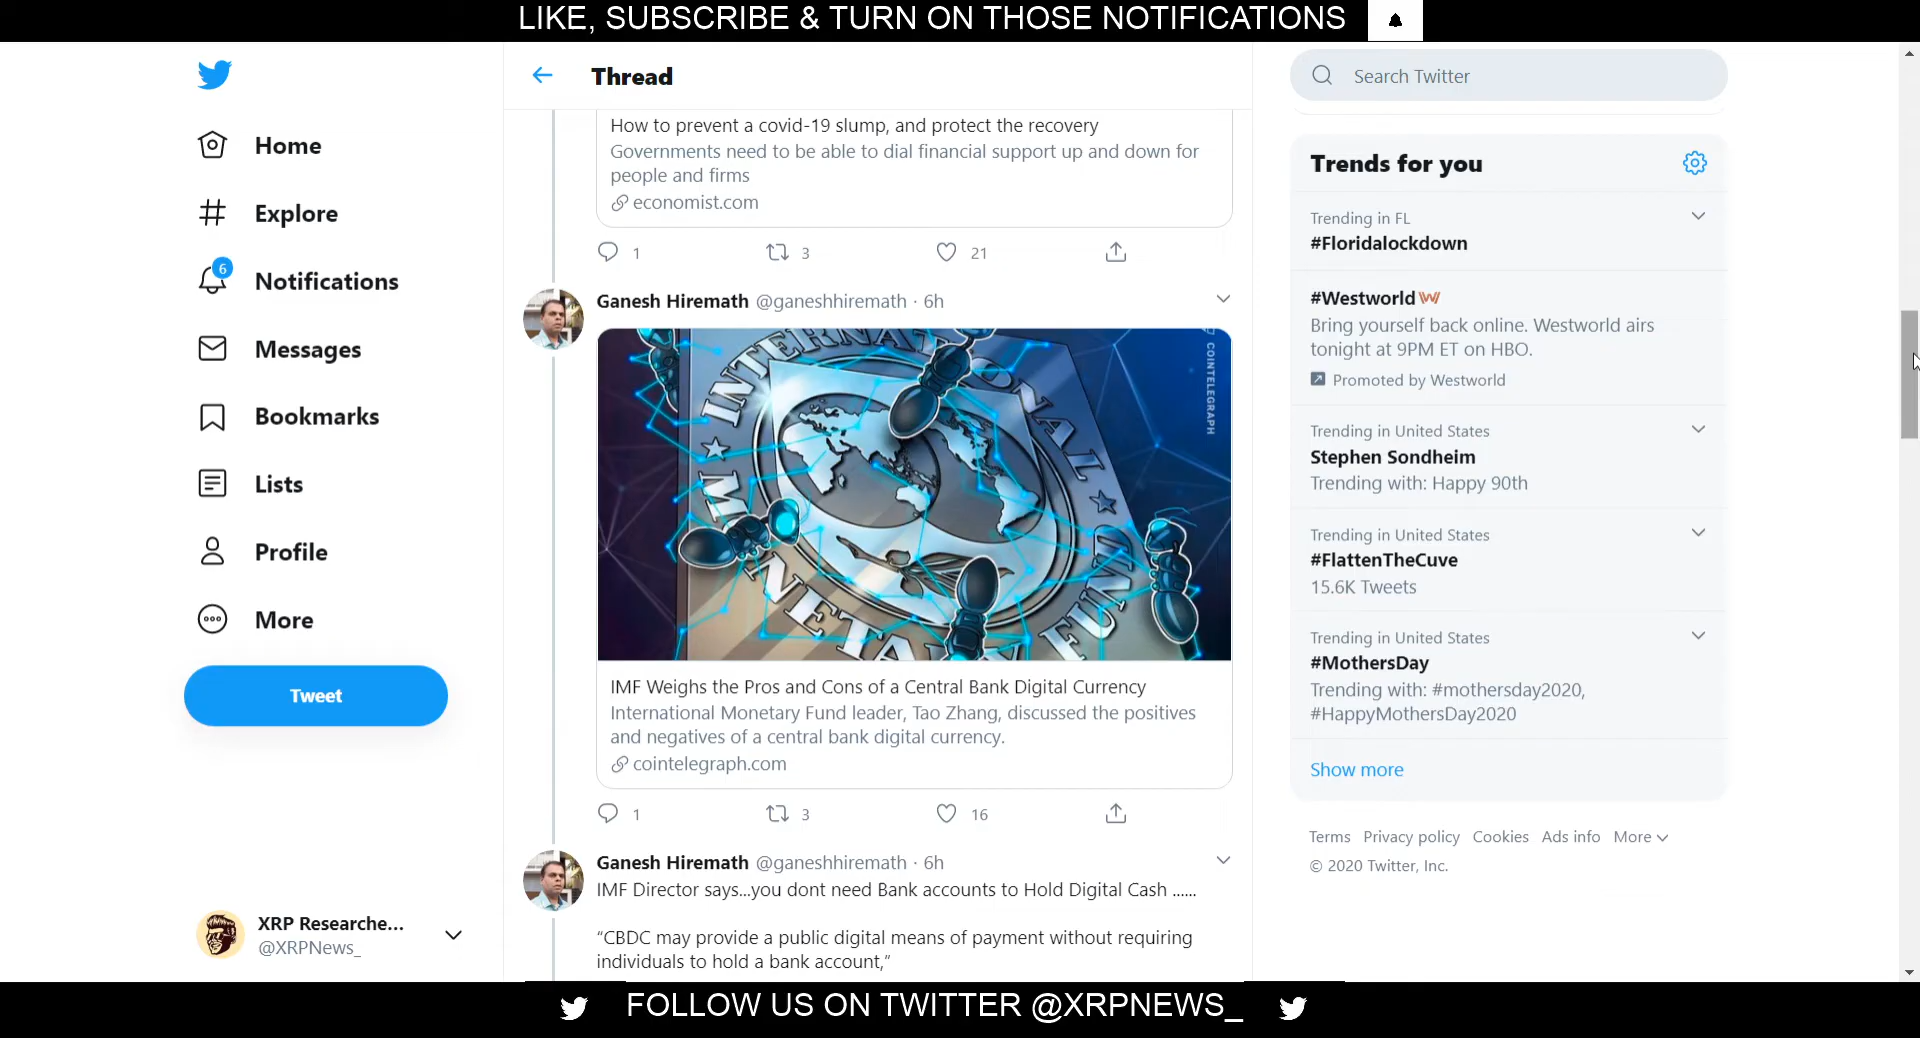 LIKE, SUBSCRIBE & TURN ON THOSE NOTIFICATIONS
Home
Explore
6
Notifications
Messages
Bookmarks
Lists
Profile
More
Tweet
XRP Researche...
@XRPNews_
Thread
How to prevent a covid-19 slump, and protect the recovery
Governments need to be able to dial financial support up and down for
people and firms
economist.com
1 3 21
Ganesh Hiremath @ganeshhiremath · 6h
COINTELEGRAPH
INTERNATIONAL MONETARY FUND
IMF Weighs the Pros and Cons of a Central Bank Digital Currency
International Monetary Fund leader, Tao Zhang, discussed the positives
and negatives of a central bank digital currency.
cointelegraph.com
1 3 16
Ganesh Hiremath @ganeshhiremath · 6h
IMF Director says...you dont need Bank accounts to Hold Digital Cash ......
“CBDC may provide a public digital means of payment without requiring
individuals to hold a bank account,”
Search Twitter
Trends for you
Trending in FL
#Floridalockdown
#Westworld
Bring yourself back online. Westworld airs
tonight at 9PM ET on HBO.
Promoted by Westworld
Trending in United States
Stephen Sondheim
Trending with: Happy 90th
Trending in United States
#FlattenTheCuve
15.6K Tweets
Trending in United States
#MothersDay
Trending with: #mothersday2020,
#HappyMothersDay2020
Show more
Terms Privacy policy Cookies Ads info More
© 2020 Twitter, Inc.
FOLLOW US ON TWITTER @XRPNEWS_